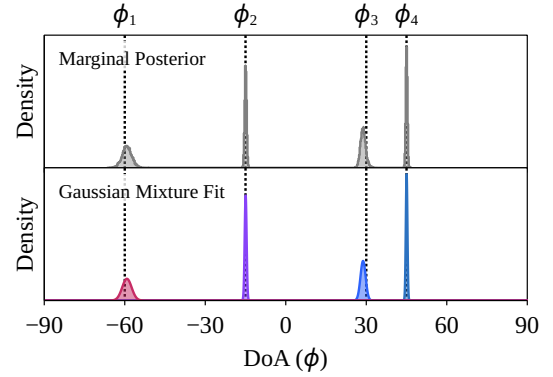 ϕ1 ϕ2 ϕ3 ϕ4
Density
Marginal Posterior
Density
Gaussian Mixture Fit
−90 −60 −30 0 30 60 90
DoA (ϕ)